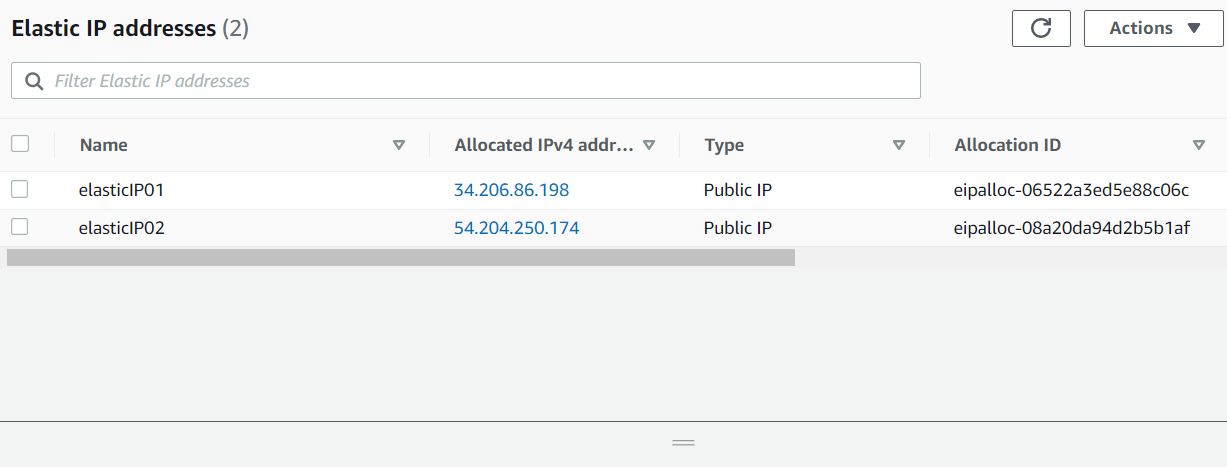 Elastic IP addresses (2)
Actions
Filter Elastic IP addresses
Name Allocated IPv4 addr... Type Allocation ID
elasticIP01 34.206.86.198 Public IP eipalloc-06522a3ed5e88c06c
elasticIP02 54.204.250.174 Public IP eipalloc-08a20da94d2b5b1af